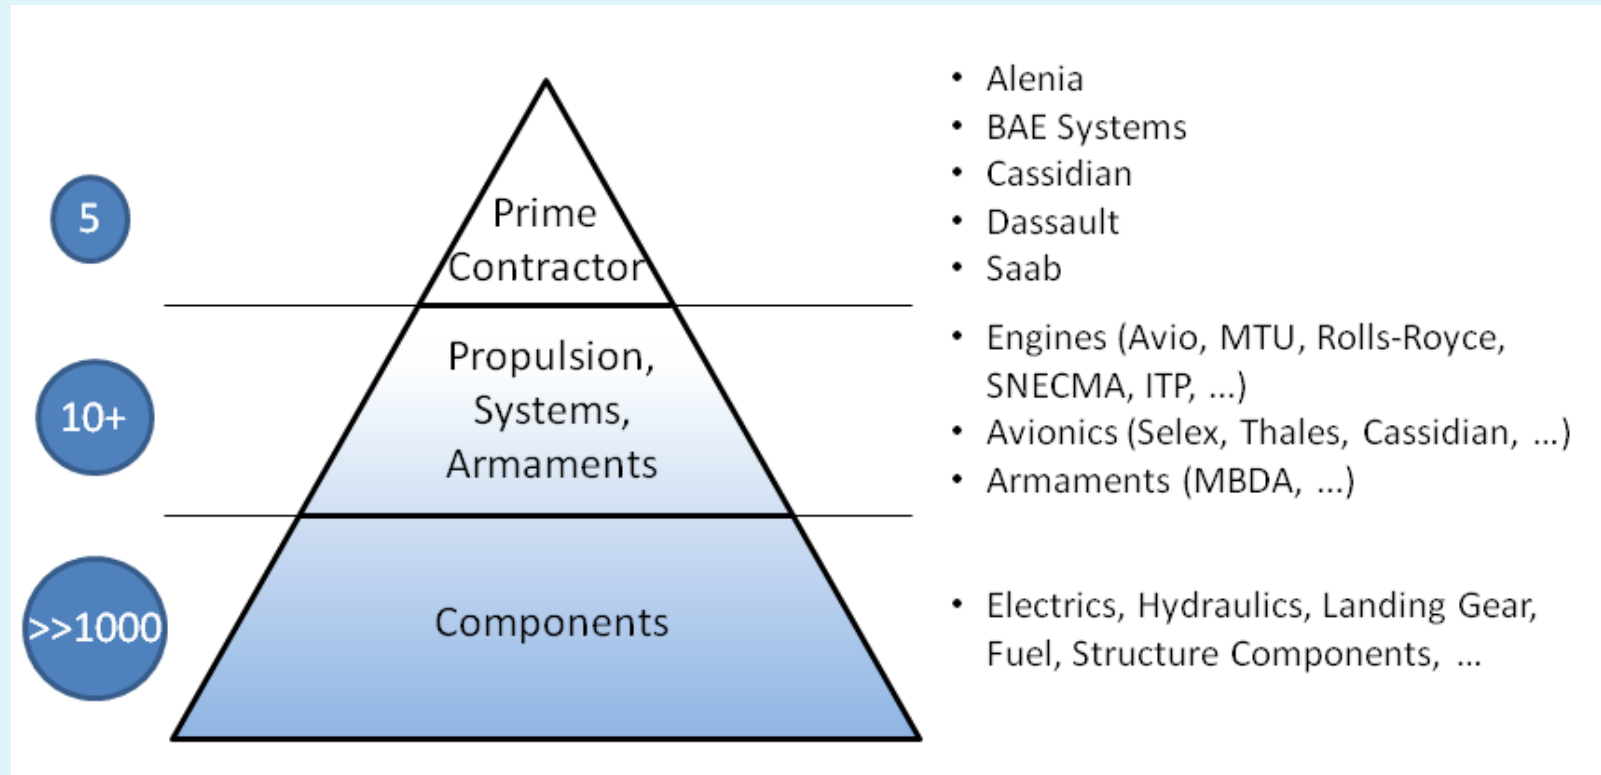 5
Prime
Contractor
• Alenia
• BAE Systems
• Cassidian
• Dassault
• Saab
10+
Propulsion,
Systems,
Armaments
• Engines (Avio, MTU, Rolls-Royce,
SNECMA, ITP, ...)
• Avionics (Selex, Thales, Cassidian, ...)
• Armaments (MBDA, ...)
>>1000
Components
• Electrics, Hydraulics, Landing Gear,
Fuel, Structure Components, ...